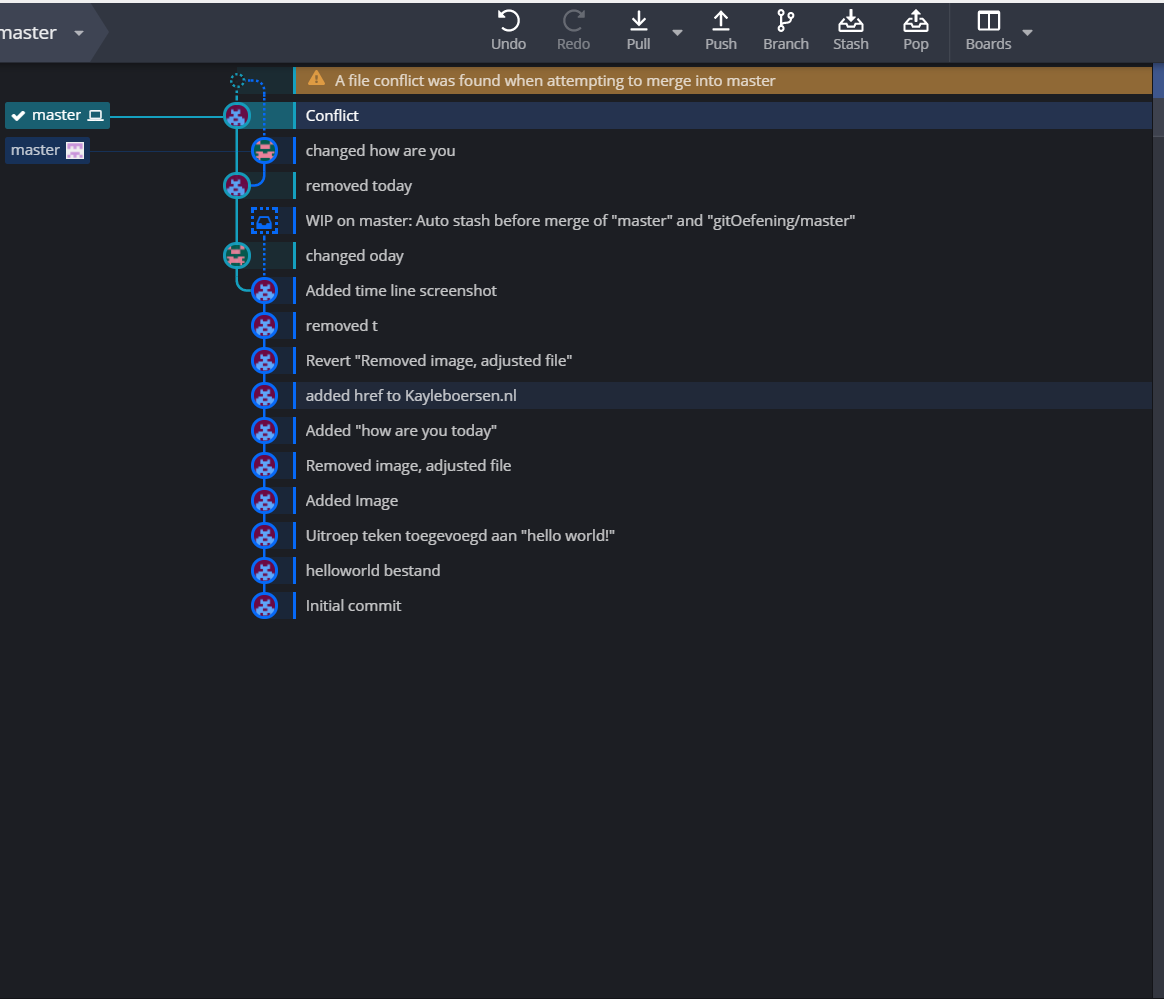 master
Undo
Redo
Pull
Push
Branch
Stash
Pop
Boards
A file conflict was found when attempting to merge into master
master
Conflict
master
changed how are you
removed today
WIP on master: Auto stash before merge of "master" and "gitOefening/master"
changed oday
Added time line screenshot
removed t
Revert "Removed image, adjusted file"
added href to Kayleboersen.nl
Added "how are you today"
Removed image, adjusted file
Added Image
Uitroep teken toegevoegd aan "hello world!"
helloworld bestand
Initial commit